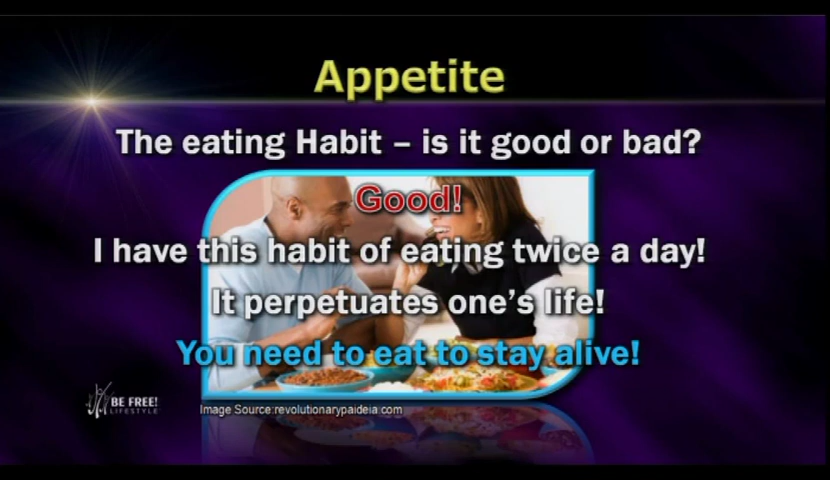 Appetite
The eating Habit – is it good or bad?
Good!
I have this habit of eating twice a day!
It perpetuates one's life!
You need to eat to stay alive!
BE FREE!
LIFESTYLE
Image Source:revolutionarypaideia.com